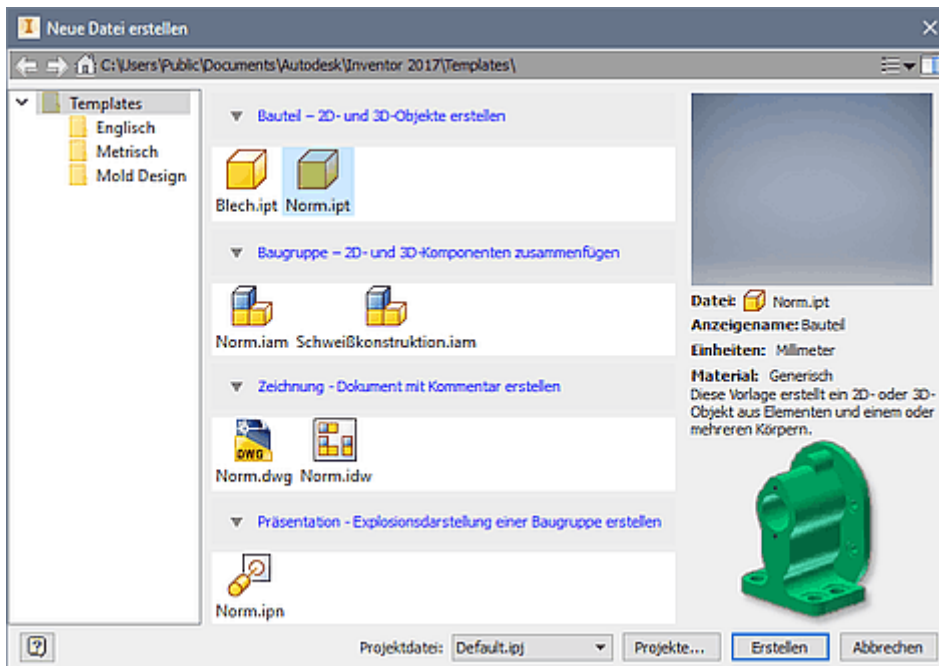 Neue Datei erstellen
C:\Users\Public\Documents\Autodesk\Inventor 2017\Templates\
Templates
Englisch
Metrisch
Mold Design
Bauteil – 2D- und 3D-Objekte erstellen
Blech.ipt Norm.ipt
Baugruppe – 2D- und 3D-Komponenten zusammenfügen
Norm.iam Schweißkonstruktion.iam
Zeichnung - Dokument mit Kommentar erstellen
DWG
Norm.dwg Norm.idw
Präsentation - Explosionsdarstellung einer Baugruppe erstellen
Norm.ipn
Datei: Norm.ipt
Anzeigename: Bauteil
Einheiten: Millimeter
Material: Generisch
Diese Vorlage erstellt ein 2D- oder 3D-
Objekt aus Elementen und einem oder
mehreren Körpern.
Projektdatei: Default.ipj Projekte... Erstellen Abbrechen